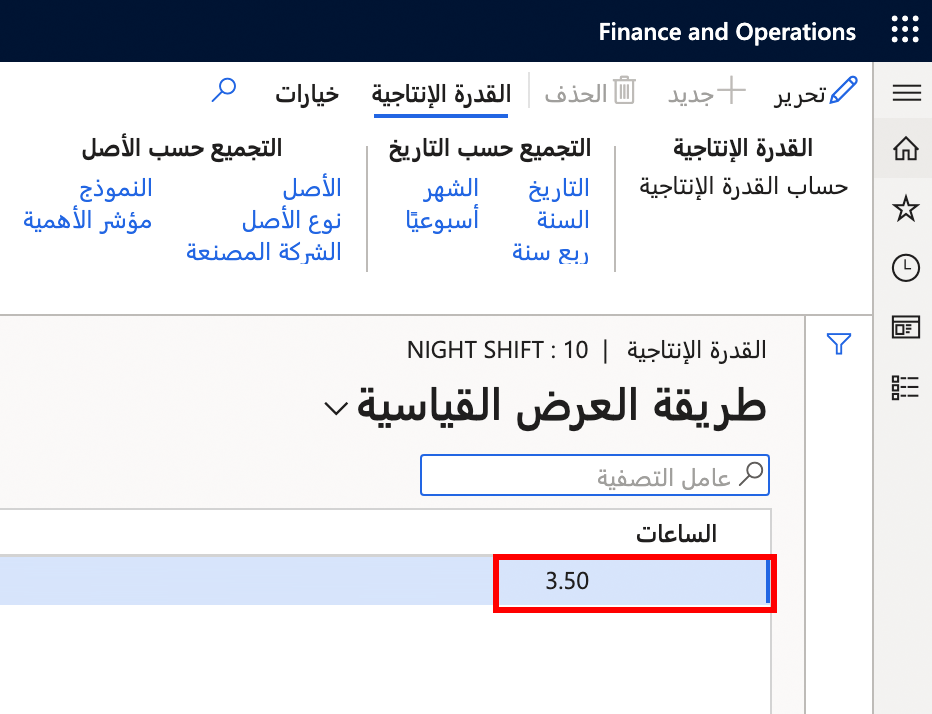 Finance and Operations
تحرير جديد الحذف القدرة الإنتاجية خيارات
القدرة الإنتاجية
حساب القدرة الإنتاجية
التجميع حسب التاريخ
التاريخ الشهر
السنة أسبوعيًا
ربع سنة
التجميع حسب الأصل
الأصل النموذج
نوع الأصل مؤشر الأهمية
الشركة المصنعة
القدرة الإنتاجية | NIGHT SHIFT : 10
طريقة العرض القياسية
عامل التصفية
الساعات
3.50